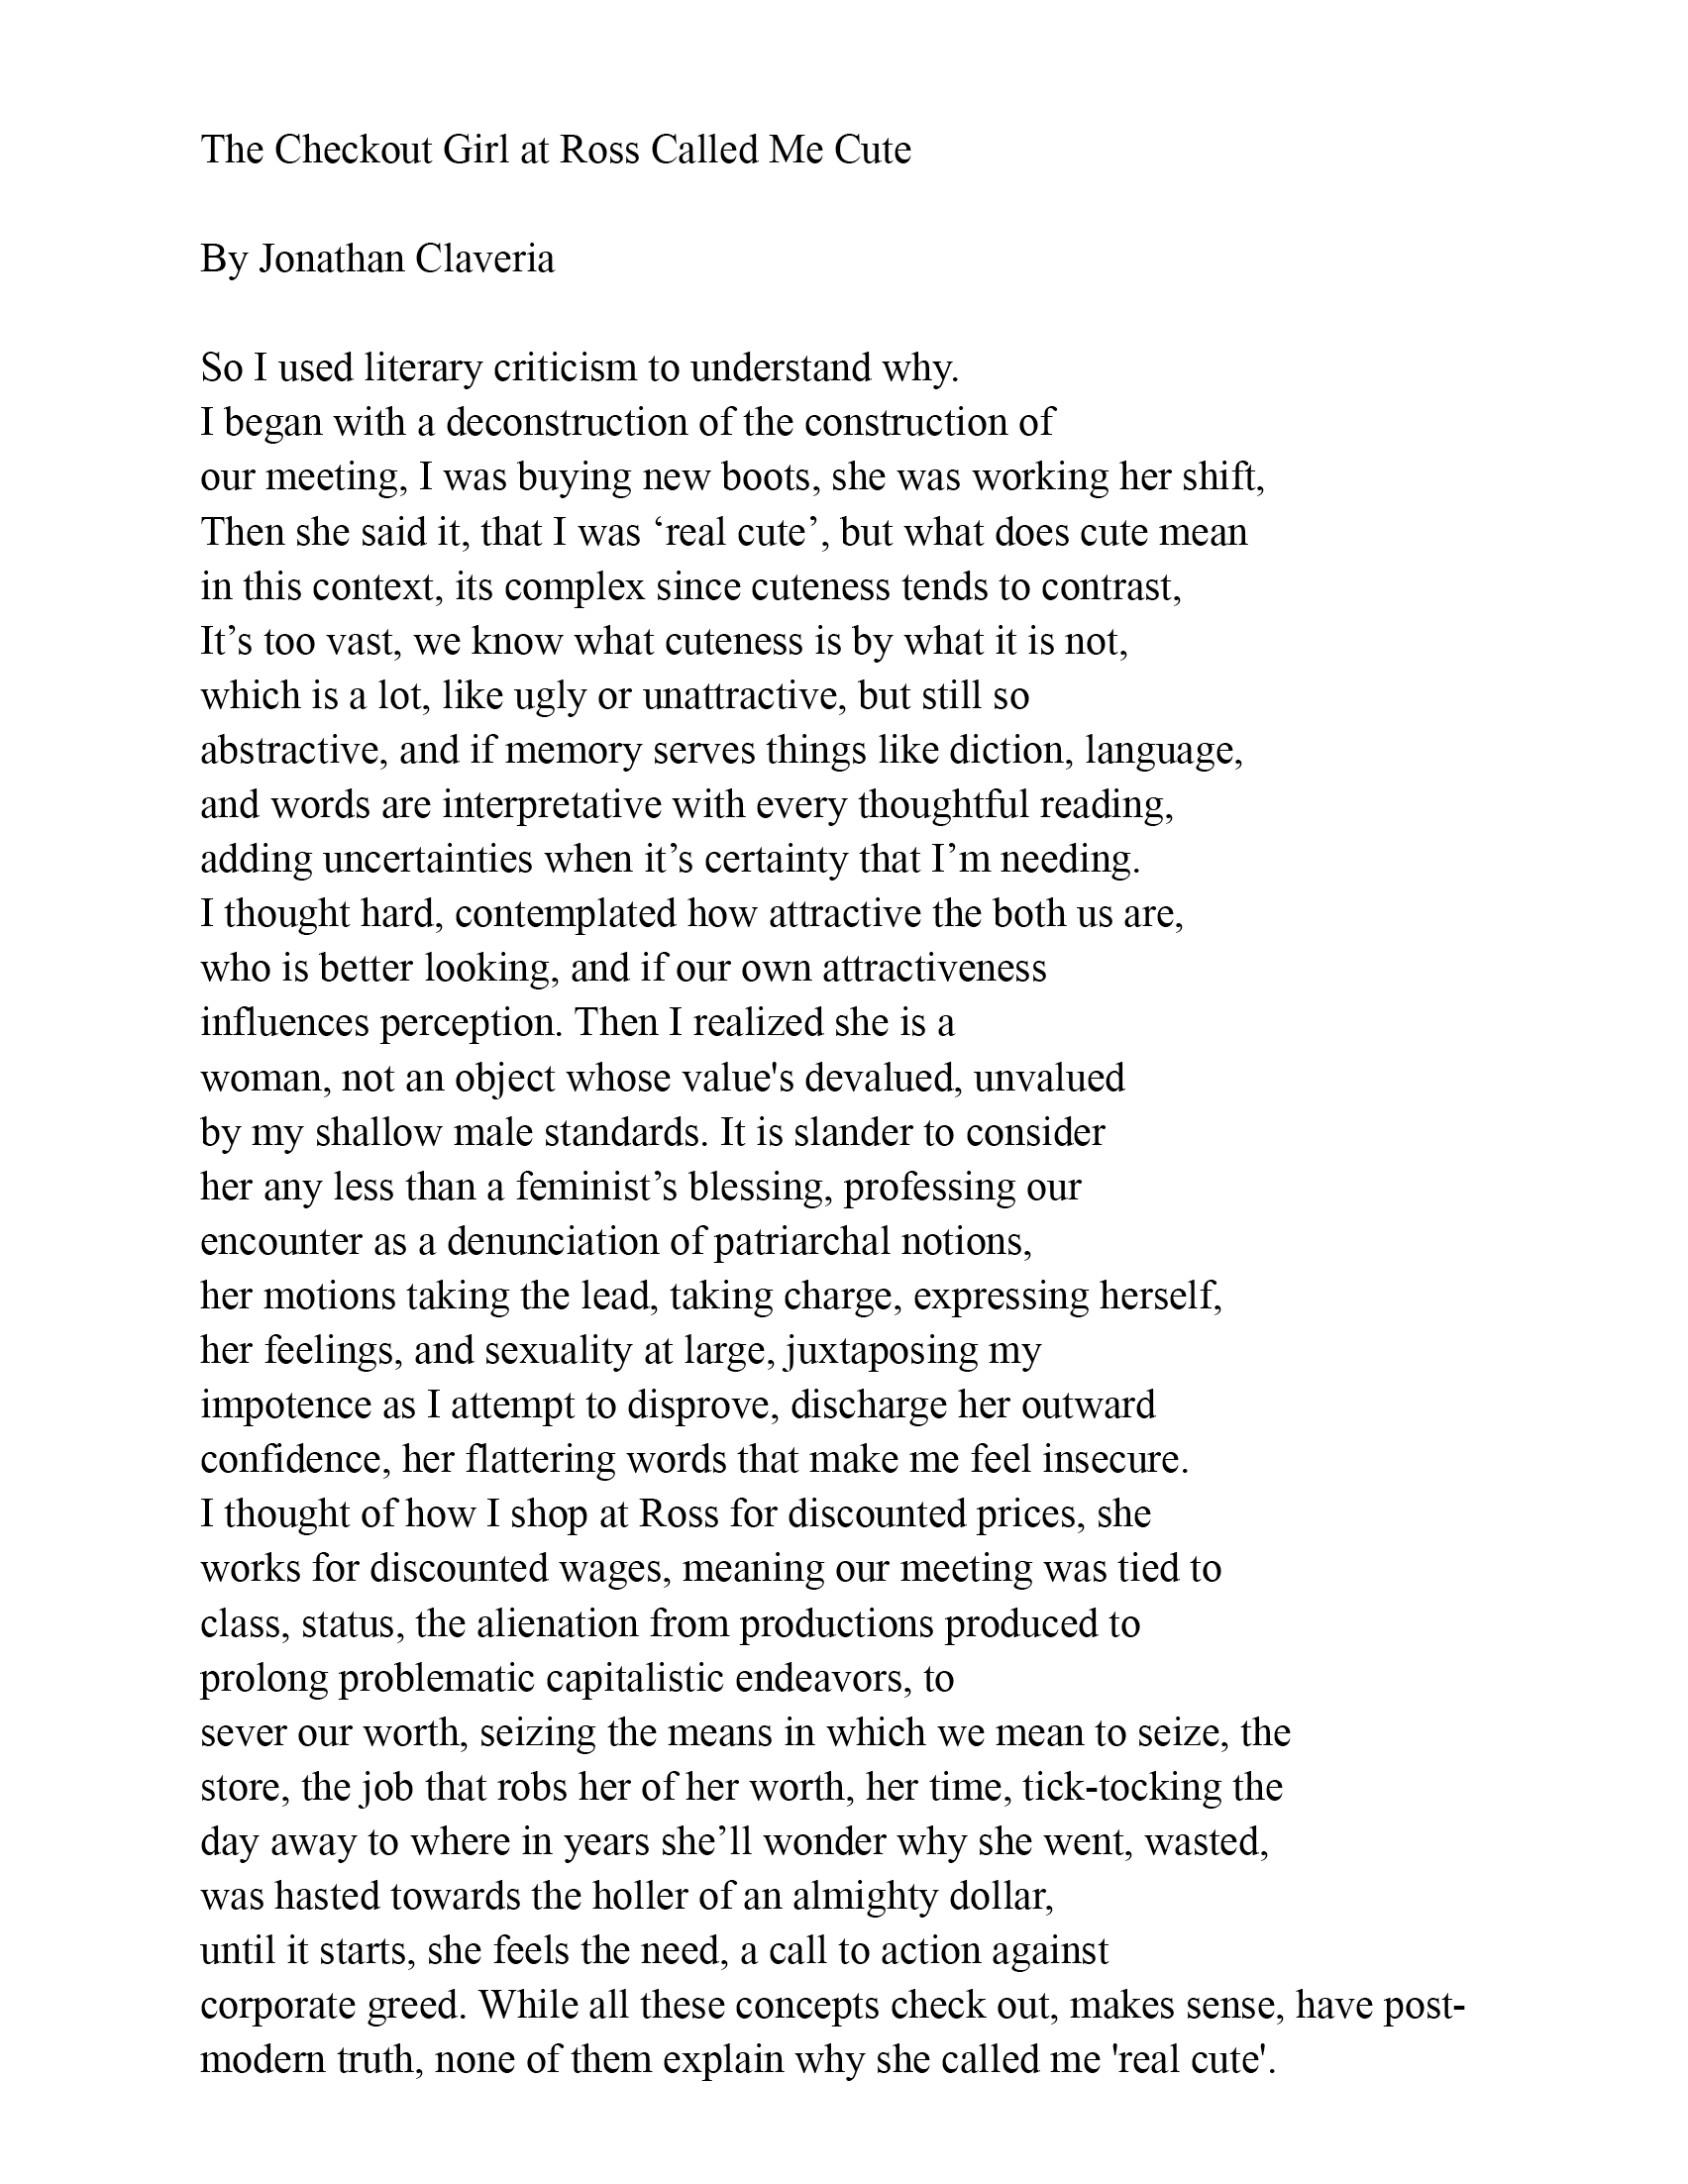 The Checkout Girl at Ross Called Me Cute
By Jonathan Claveria
So I used literary criticism to understand why.
I began with a deconstruction of the construction of
our meeting, I was buying new boots, she was working her shift,
Then she said it, that I was ‘real cute’, but what does cute mean
in this context, its complex since cuteness tends to contrast,
It’s too vast, we know what cuteness is by what it is not,
which is a lot, like ugly or unattractive, but still so
abstractive, and if memory serves things like diction, language,
and words are interpretative with every thoughtful reading,
adding uncertainties when it’s certainty that I’m needing.
I thought hard, contemplated how attractive the both us are,
who is better looking, and if our own attractiveness
influences perception. Then I realized she is a
woman, not an object whose value's devalued, unvalued
by my shallow male standards. It is slander to consider
her any less than a feminist’s blessing, professing our
encounter as a denunciation of patriarchal notions,
her motions taking the lead, taking charge, expressing herself,
her feelings, and sexuality at large, juxtaposing my
impotence as I attempt to disprove, discharge her outward
confidence, her flattering words that make me feel insecure.
I thought of how I shop at Ross for discounted prices, she
works for discounted wages, meaning our meeting was tied to
class, status, the alienation from productions produced to
prolong problematic capitalistic endeavors, to
sever our worth, seizing the means in which we mean to seize, the
store, the job that robs her of her worth, her time, tick-tocking the
day away to where in years she’ll wonder why she went, wasted,
was hasted towards the holler of an almighty dollar,
until it starts, she feels the need, a call to action against
corporate greed. While all these concepts check out, makes sense, have post-
modern truth, none of them explain why she called me 'real cute'.